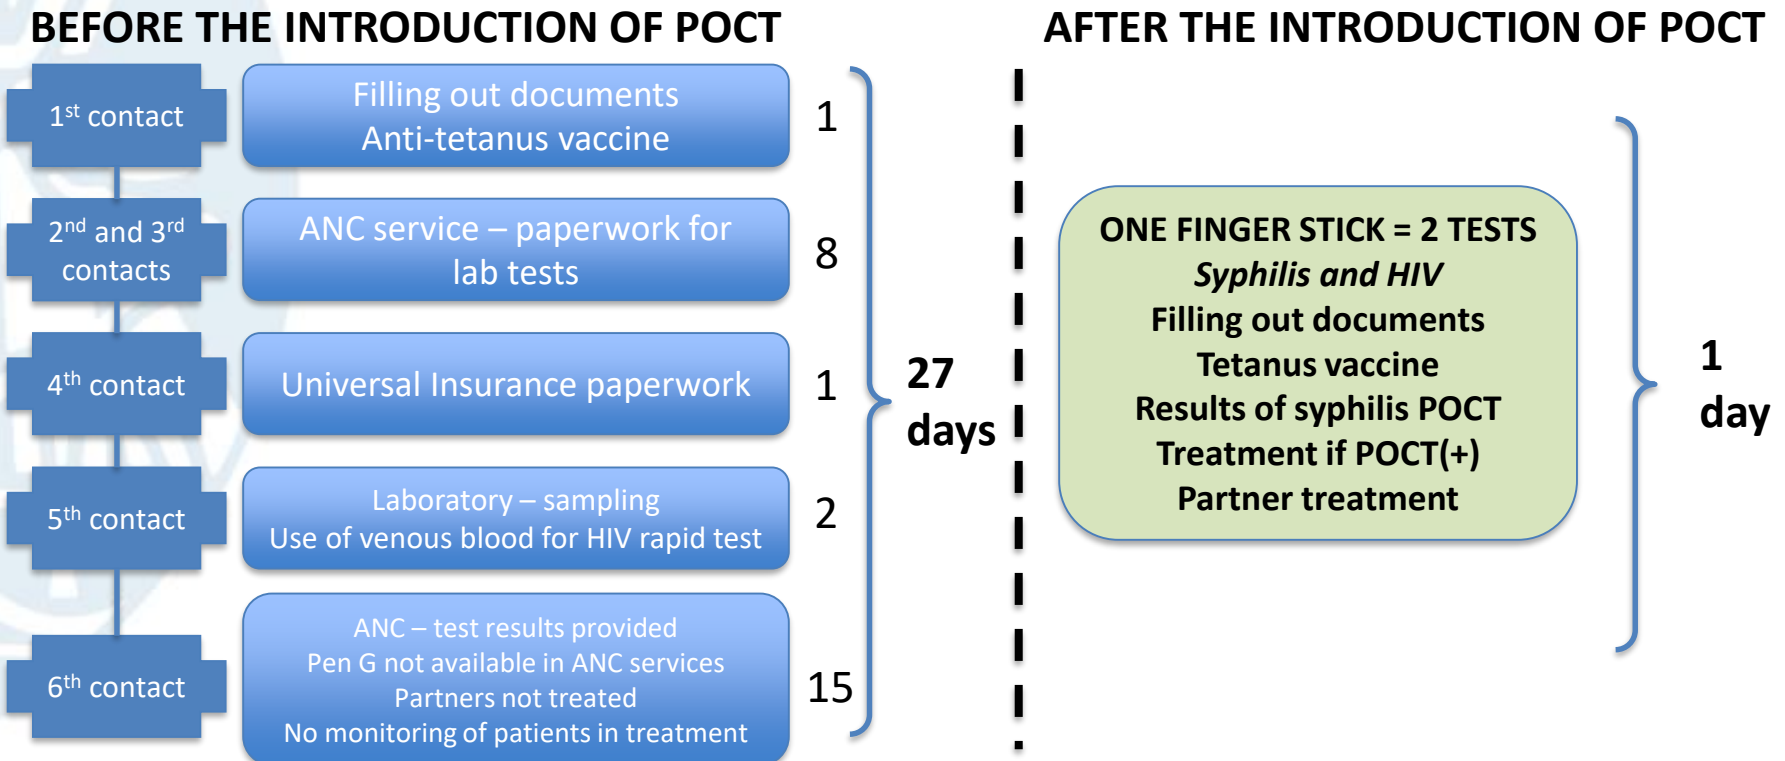 BEFORE THE INTRODUCTION OF POCT
1st contact
Filling out documents
Anti-tetanus vaccine
1
2nd and 3rd
contacts
ANC service – paperwork for
lab tests
8
4th contact
Universal Insurance paperwork
1
5th contact
Laboratory – sampling
Use of venous blood for HIV rapid test
2
6th contact
ANC – test results provided
Pen G not available in ANC services
Partners not treated
No monitoring of patients in treatment
15
27
days
AFTER THE INTRODUCTION OF POCT
ONE FINGER STICK = 2 TESTS
Syphilis and HIV
Filling out documents
Tetanus vaccine
Results of syphilis POCT
Treatment if POCT(+)
Partner treatment
1
day